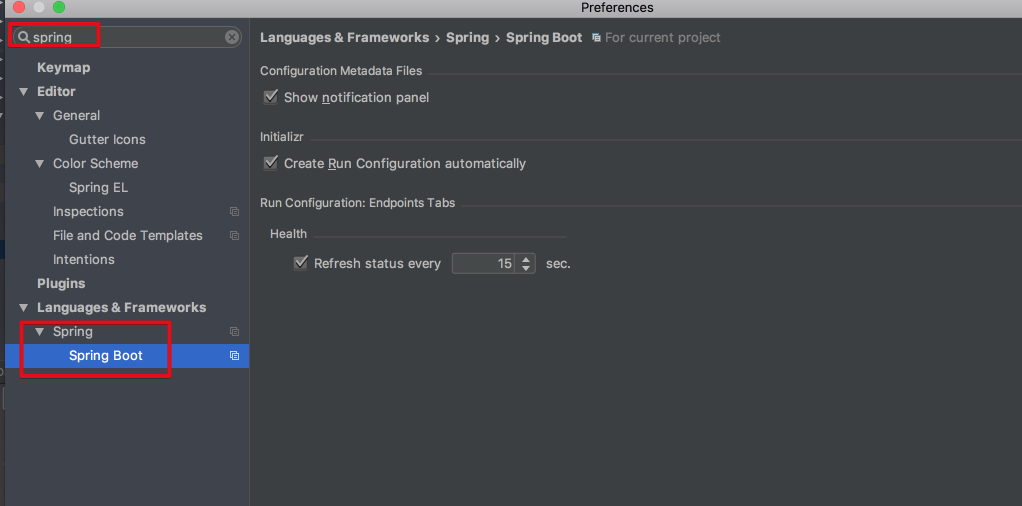 Preferences
spring
Languages & Frameworks › Spring › Spring Boot For current project
Keymap
Editor
General
Gutter Icons
Color Scheme
Spring EL
Inspections
File and Code Templates
Intentions
Plugins
Languages & Frameworks
Spring
Spring Boot
Configuration Metadata Files
Show notification panel
Initializr
Create Run Configuration automatically
Run Configuration: Endpoints Tabs
Health
Refresh status every 15 sec.